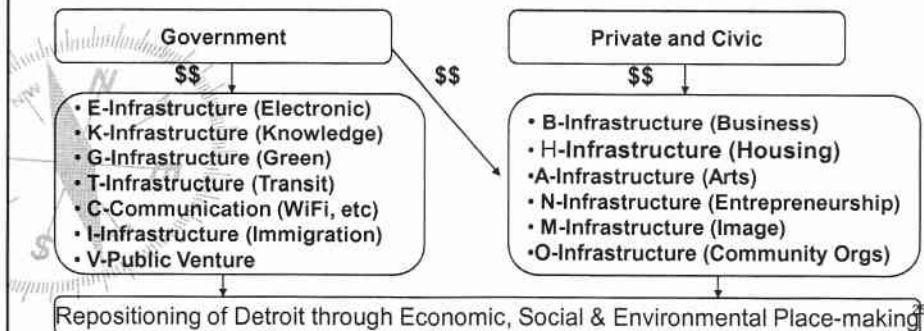 Government
Private and Civic
$$
$$
$$
• E-Infrastructure (Electronic)
• K-Infrastructure (Knowledge)
• G-Infrastructure (Green)
• T-Infrastructure (Transit)
• C-Communication (WiFi, etc)
• I-Infrastructure (Immigration)
• V-Public Venture
• B-Infrastructure (Business)
• H-Infrastructure (Housing)
•A-Infrastructure (Arts)
• N-Infrastructure (Entrepreneurship)
• M-Infrastructure (Image)
•O-Infrastructure (Community Orgs)
NW
N
S
Repositioning of Detroit through Economic, Social & Environmental Place-making